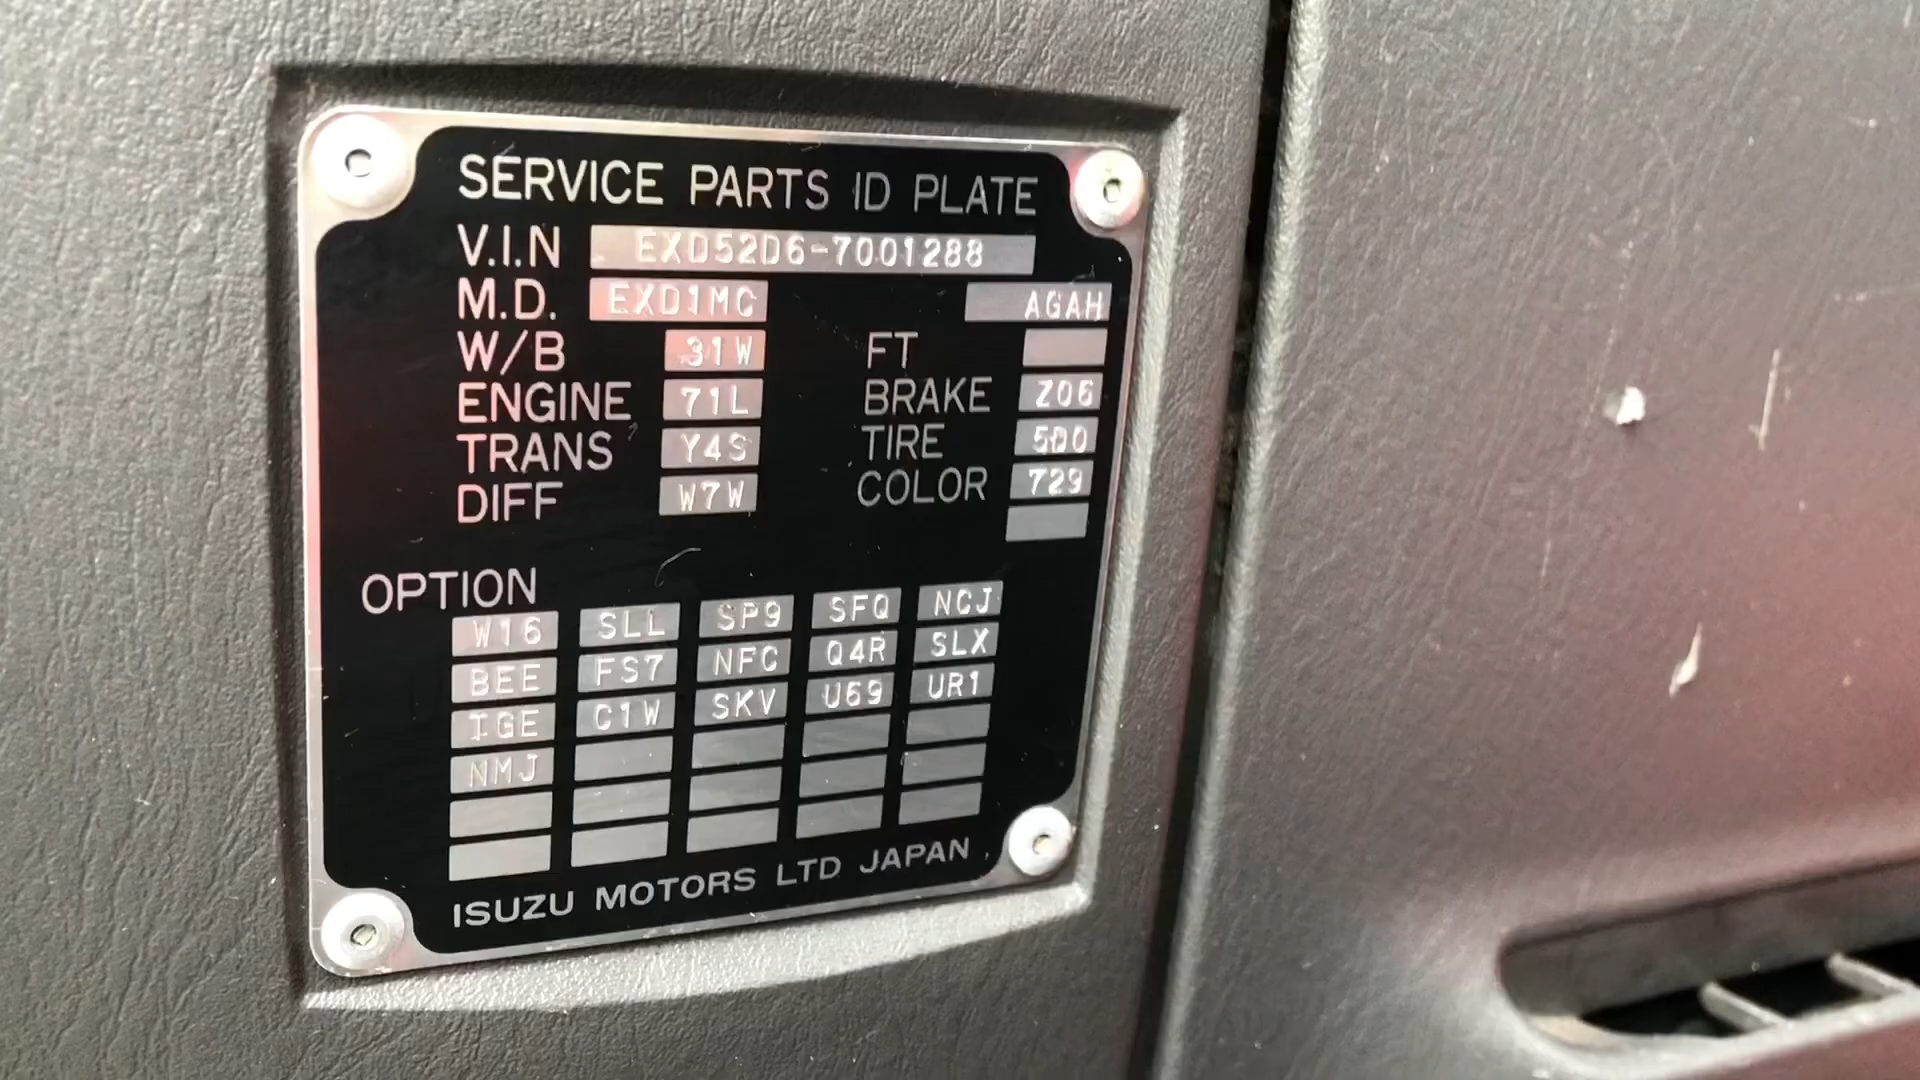 SERVICE PARTS ID PLATE
V.I.N EXD52D6-7001288
M.D. EXD1MC AGAH
W/B 31W FT
ENGINE 71L BRAKE Z06
TRANS Y4S TIRE 500
DIFF W7W COLOR 729
OPTION
W16 SLL SP9 SFQ NCJ
BEE FS7 NFC Q4R SLX
IGE C1W SKV U69 UR1
NMJ
ISUZU MOTORS LTD JAPAN